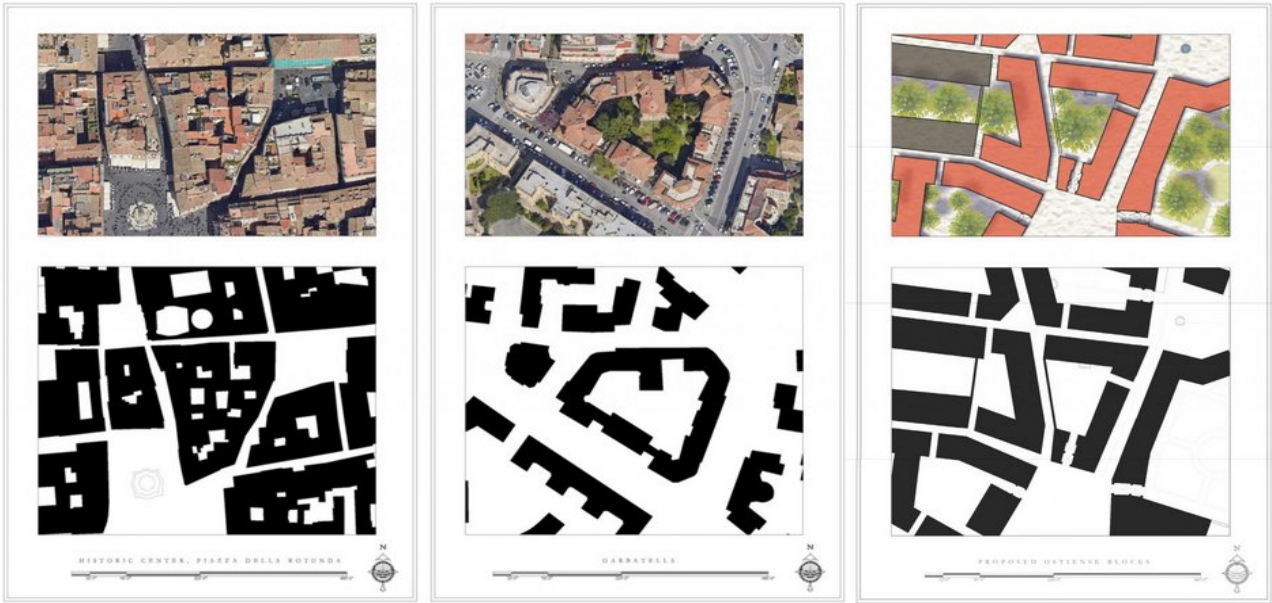 HISTORIC CENTER, PIAZZA DELLA ROTUNDA
N
GARBATELLA
N
PROPOSED OSTIENSE BLOCKS
N